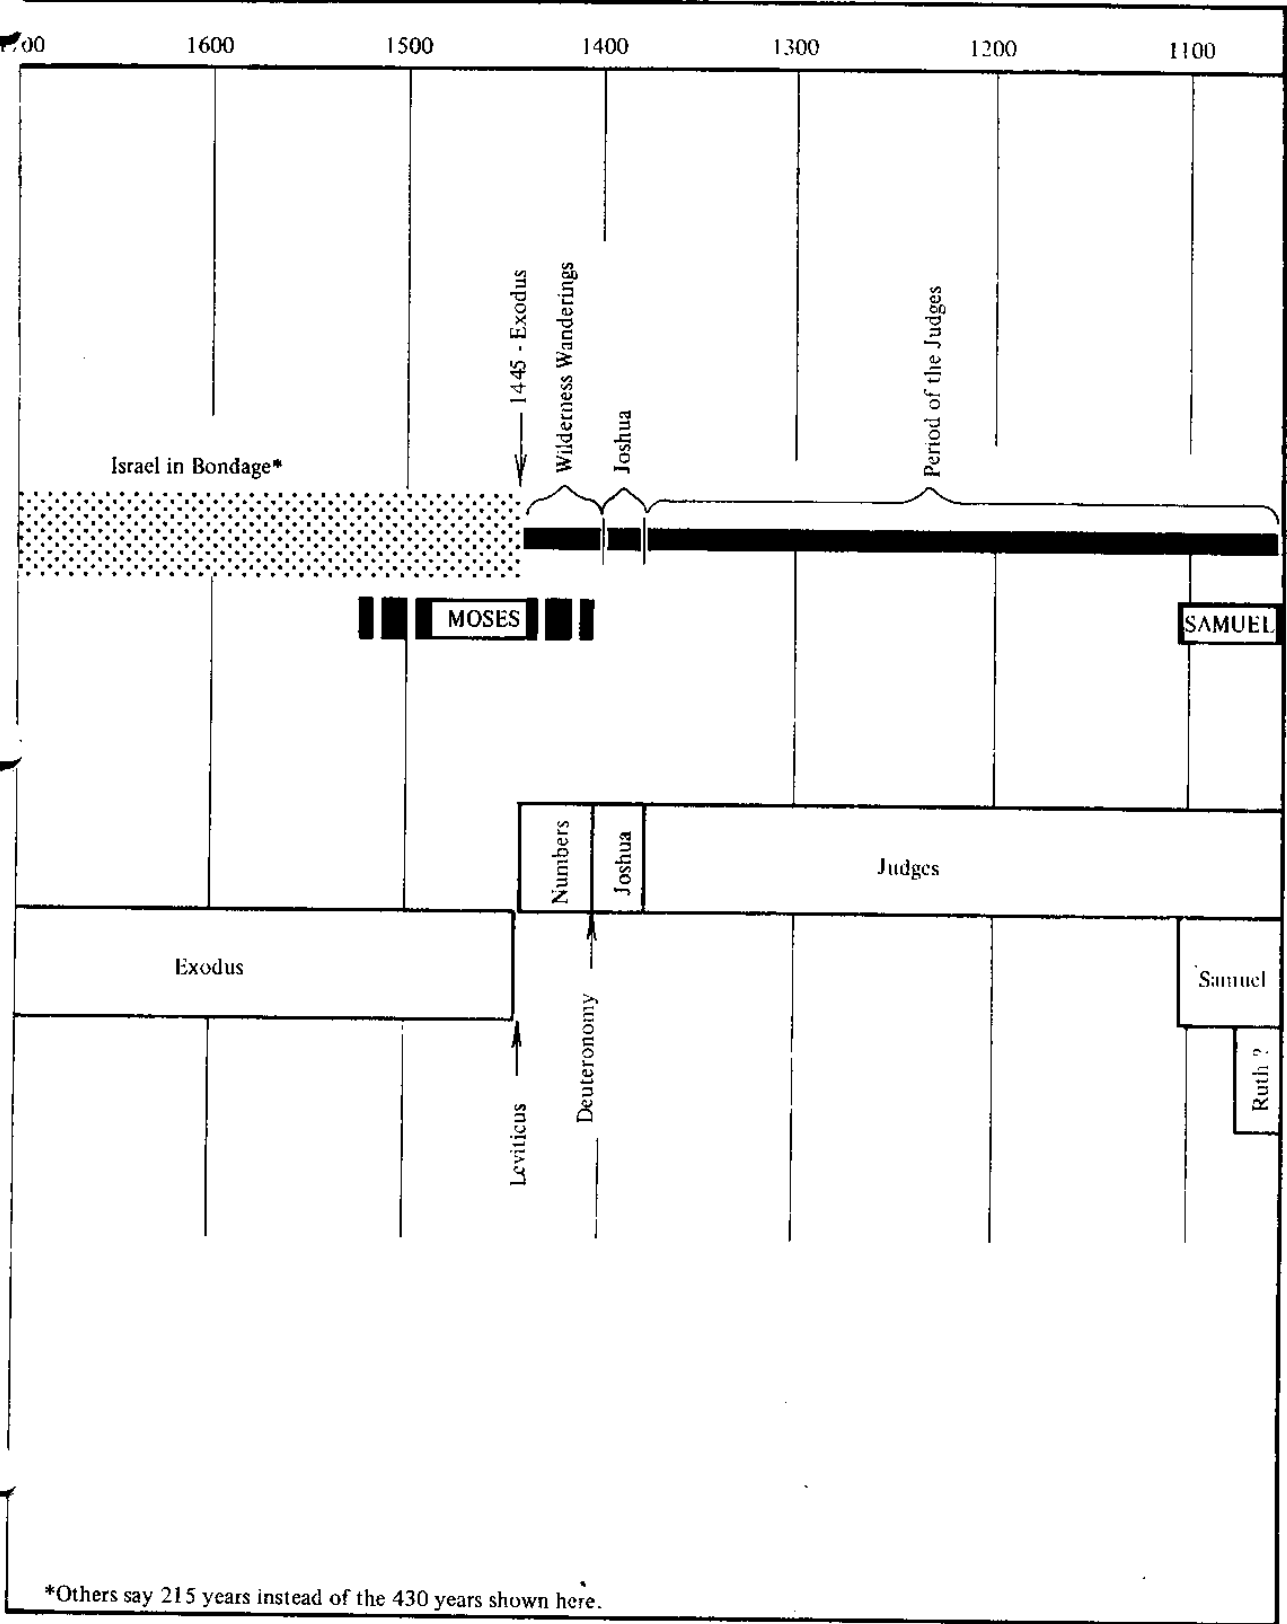 1600 1500 1400 1300 1200 1100
1445 - Exodus
Wilderness Wanderings
Joshua
Period of the Judges
Israel in Bondage*
MOSES
SAMUEL
Numbers
Joshua
Judges
Exodus
Samuel
Deuteronomy
Leviticus
Ruth ?
*Others say 215 years instead of the 430 years shown here.